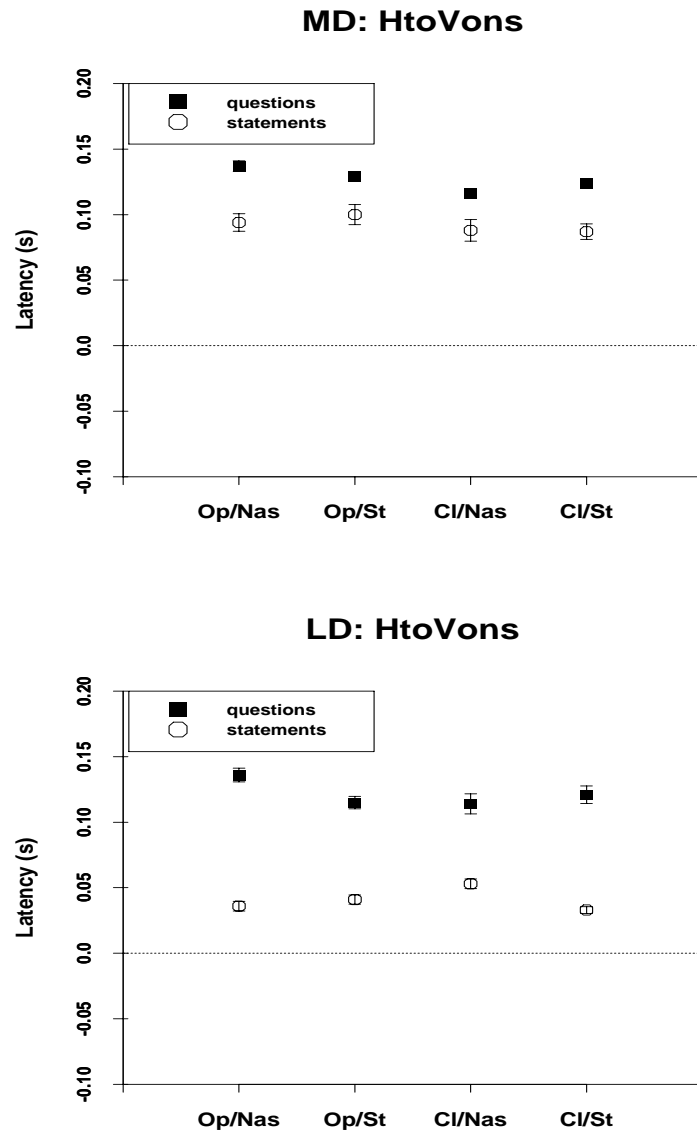 MD: HtoVons
questions
statements
Latency (s)
0.20
0.15
0.10
0.05
0.0
-0.05
-0.10
Op/Nas Op/St Cl/Nas Cl/St
LD: HtoVons
questions
statements
Latency (s)
0.20
0.15
0.10
0.05
0.0
-0.05
-0.10
Op/Nas Op/St Cl/Nas Cl/St